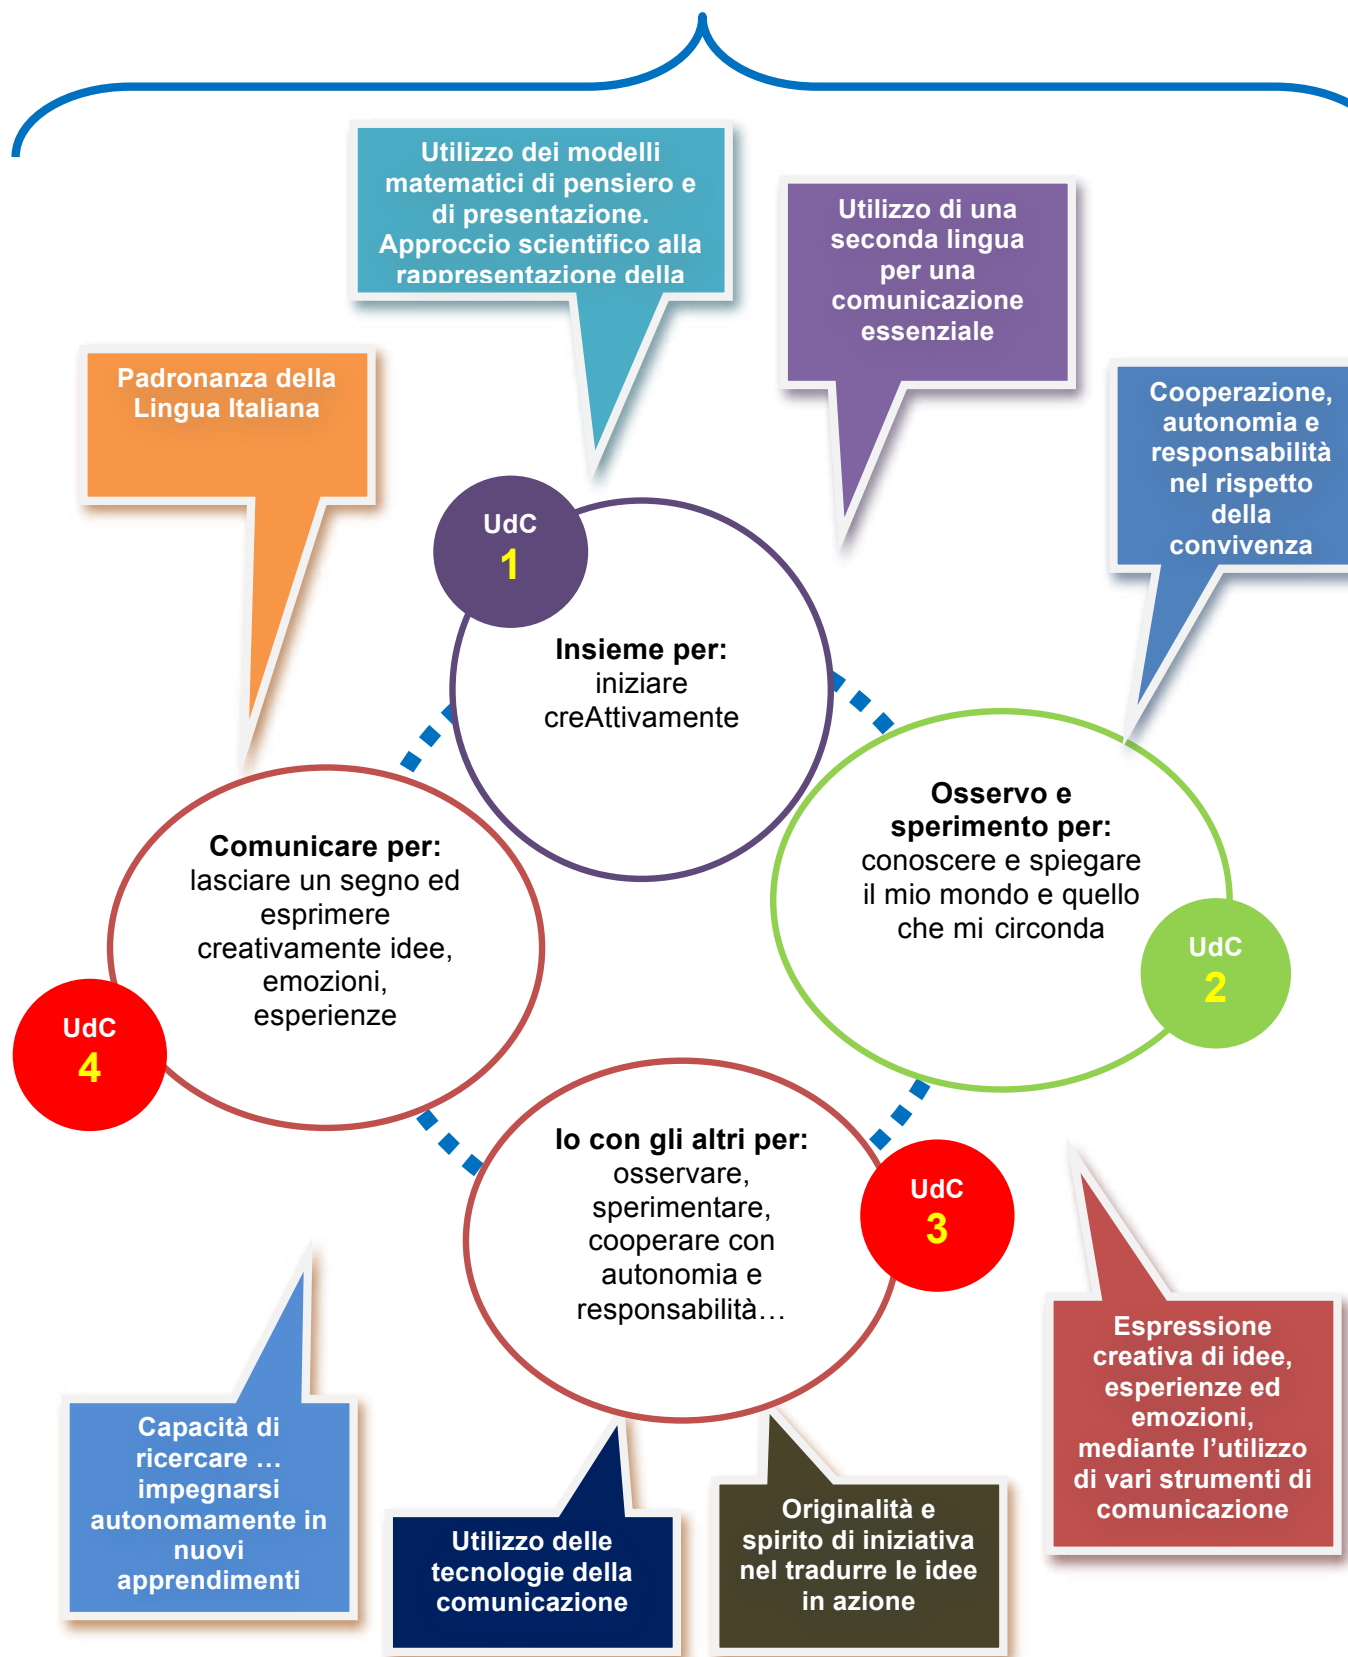 Utilizzo dei modelli
matematici di pensiero e
di presentazione.
Approccio scientifico alla
rappresentazione della
Utilizzo di una
seconda lingua
per una
comunicazione
essenziale
Padronanza della
Lingua Italiana
Cooperazione,
autonomia e
responsabilità
nel rispetto
della
convivenza
UdC
1
Insieme per:
iniziare
creAttivamente
Osservo e
sperimento per:
conoscere e spiegare
il mio mondo e quello
che mi circonda
UdC
2
Comunicare per:
lasciare un segno ed
esprimere
creativamente idee,
emozioni,
esperienze
UdC
4
Io con gli altri per:
osservare,
sperimentare,
cooperare con
autonomia e
responsabilità…
UdC
3
Espressione
creativa di idee,
esperienze ed
emozioni,
mediante l’utilizzo
di vari strumenti di
comunicazione
Capacità di
ricercare …
impegnarsi
autonomamente in
nuovi
apprendimenti
Utilizzo delle
tecnologie della
comunicazione
Originalità e
spirito di iniziativa
nel tradurre le idee
in azione